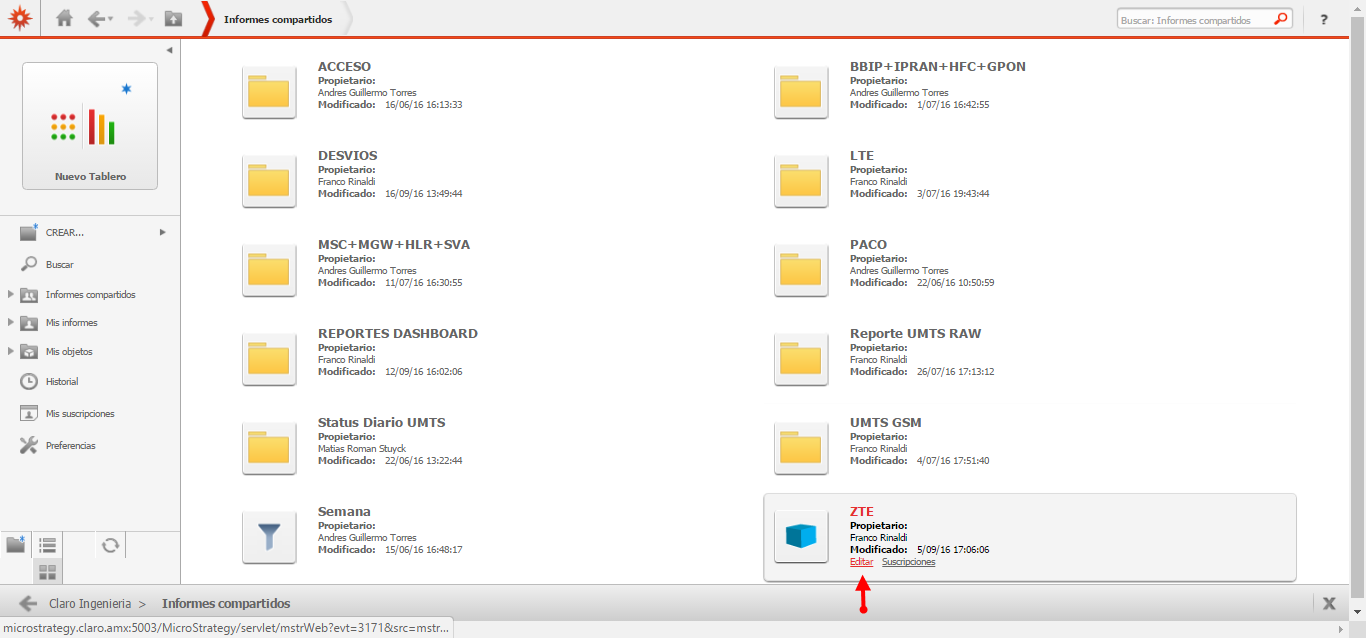 Informes compartidos
Buscar: Informes compartidos
?
Nuevo Tablero
CREAR...
Buscar
Informes compartidos
Mis informes
Mis objetos
Historial
Mis suscripciones
Preferencias
ACCESO
Propietario:
Andres Guillermo Torres
Modificado: 16/06/16 16:13:33
BBIP+IPRAN+HFC+GPON
Propietario:
Andres Guillermo Torres
Modificado: 1/07/16 16:42:55
DESVIOS
Propietario:
Franco Rinaldi
Modificado: 16/09/16 13:49:44
LTE
Propietario:
Franco Rinaldi
Modificado: 3/07/16 19:43:44
MSC+MGW+HLR+SVA
Propietario:
Andres Guillermo Torres
Modificado: 11/07/16 16:30:55
PACO
Propietario:
Andres Guillermo Torres
Modificado: 22/06/16 10:50:59
REPORTES DASHBOARD
Propietario:
Franco Rinaldi
Modificado: 12/09/16 16:02:06
Reporte UMTS RAW
Propietario:
Franco Rinaldi
Modificado: 26/07/16 17:13:12
Status Diario UMTS
Propietario:
Matias Roman Stuyck
Modificado: 22/06/16 13:22:44
UMTS GSM
Propietario:
Franco Rinaldi
Modificado: 4/07/16 17:51:40
Semana
Propietario:
Andres Guillermo Torres
Modificado: 15/06/16 16:48:17
ZTE
Propietario:
Franco Rinaldi
Modificado: 5/09/16 17:06:06
Editar Suscripciones
Claro Ingenieria > Informes compartidos
microstrategy.claro.amx:5003/MicroStrategy/servlet/mstrWeb?evt=3171&src=mstr...